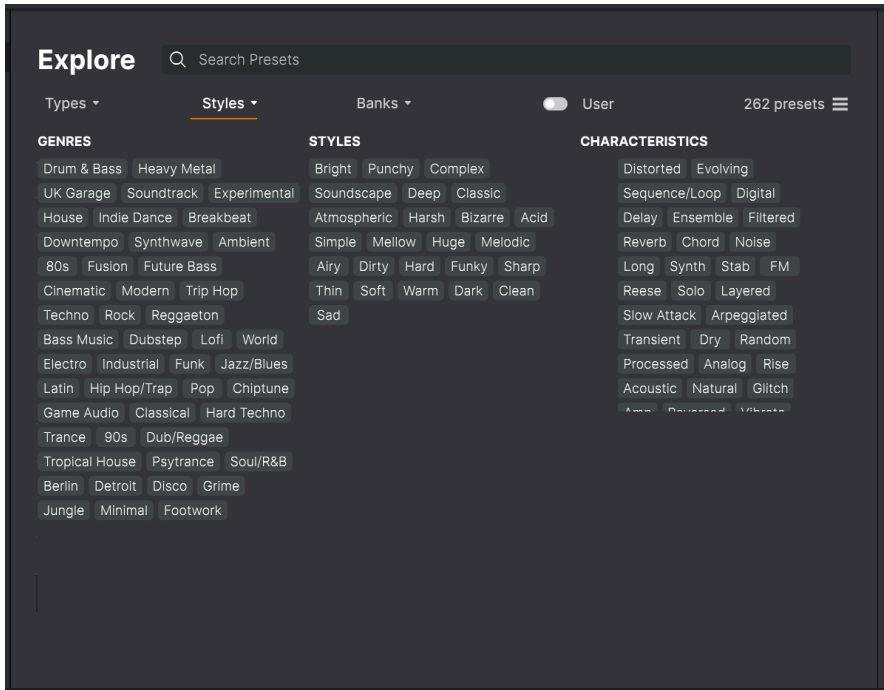 Explore
Search Presets
Types
Styles
Banks
User
262 presets
GENRES
Drum & Bass Heavy Metal
UK Garage Soundtrack Experimental
House Indie Dance Breakbeat
Downtempo Synthwave Ambient
80s Fusion Future Bass
Cinematic Modern Trip Hop
Techno Rock Reggaeton
Bass Music Dubstep Lofi World
Electro Industrial Funk Jazz/Blues
Latin Hip Hop/Trap Pop Chiptune
Game Audio Classical Hard Techno
Trance 90s Dub/Reggae
Tropical House Psytrance Soul/R&B
Berlin Detroit Disco Grime
Jungle Minimal Footwork
STYLES
Bright Punchy Complex
Soundscape Deep Classic
Atmospheric Harsh Bizarre Acid
Simple Mellow Huge Melodic
Airy Dirty Hard Funky Sharp
Thin Soft Warm Dark Clean
Sad
CHARACTERISTICS
Distorted Evolving
Sequence/Loop Digital
Delay Ensemble Filtered
Reverb Chord Noise
Long Synth Stab FM
Reese Solo Layered
Slow Attack Arpeggiated
Transient Dry Random
Processed Analog Rise
Acoustic Natural Glitch
Amp Reversed Vibrato